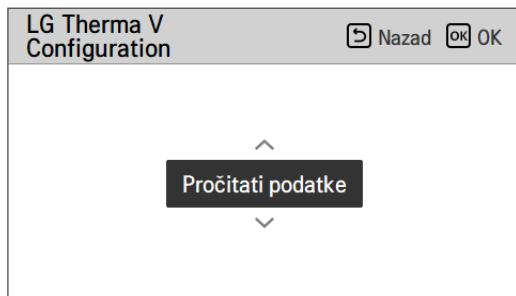 LG Therma V
Configuration
Nazad OK OK
Pročitati podatke